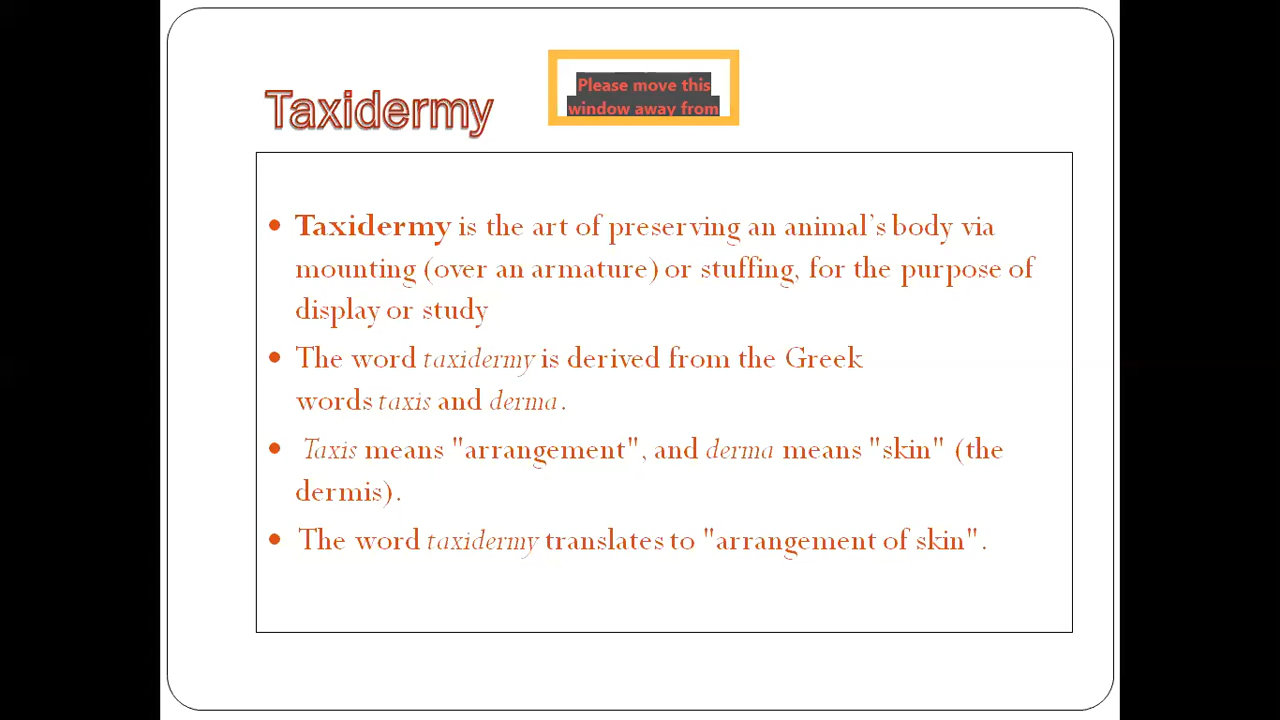 Please move this
window away from
Taxidermy
• Taxidermy is the art of preserving an animal's body via
mounting (over an armature) or stuffing, for the purpose of
display or study
• The word taxidermy is derived from the Greek
words taxis and derma.
• Taxis means "arrangement", and derma means "skin" (the
dermis).
• The word taxidermy translates to "arrangement of skin".